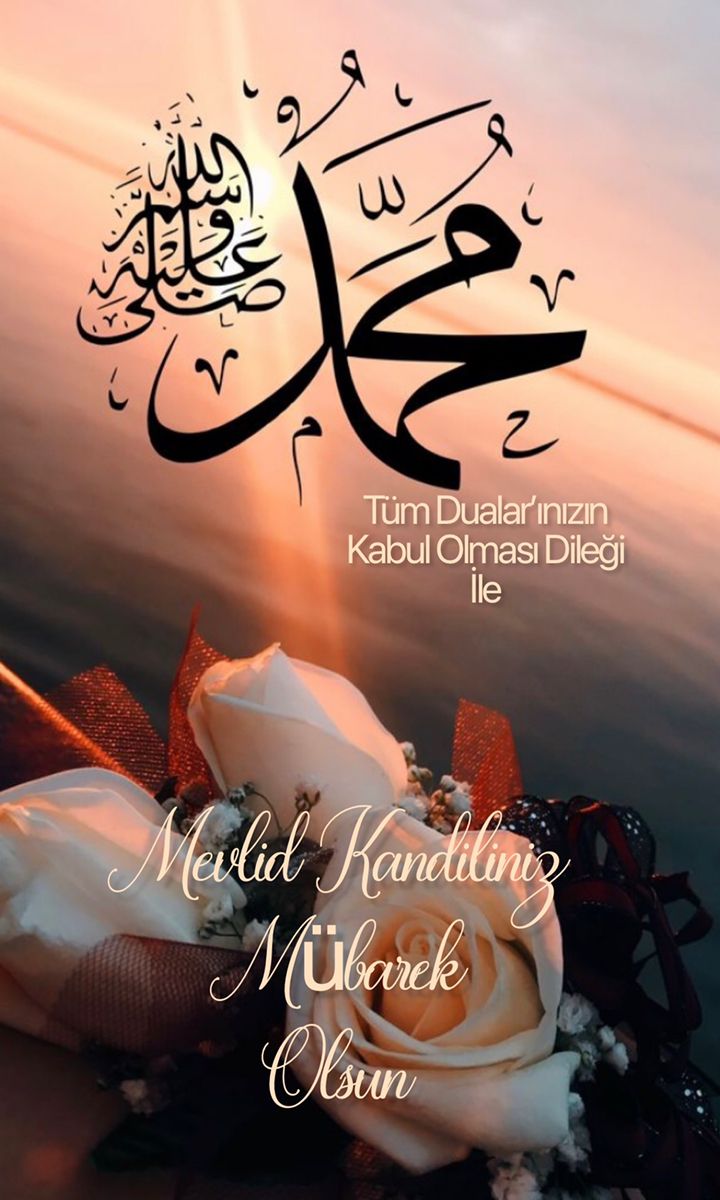 محمد
صلى الله عليه وسلم
Tüm Dualar’ınızın
Kabul Olması Dileği
İle
Mevlid Kandiliniz
Mübarek
Olsun